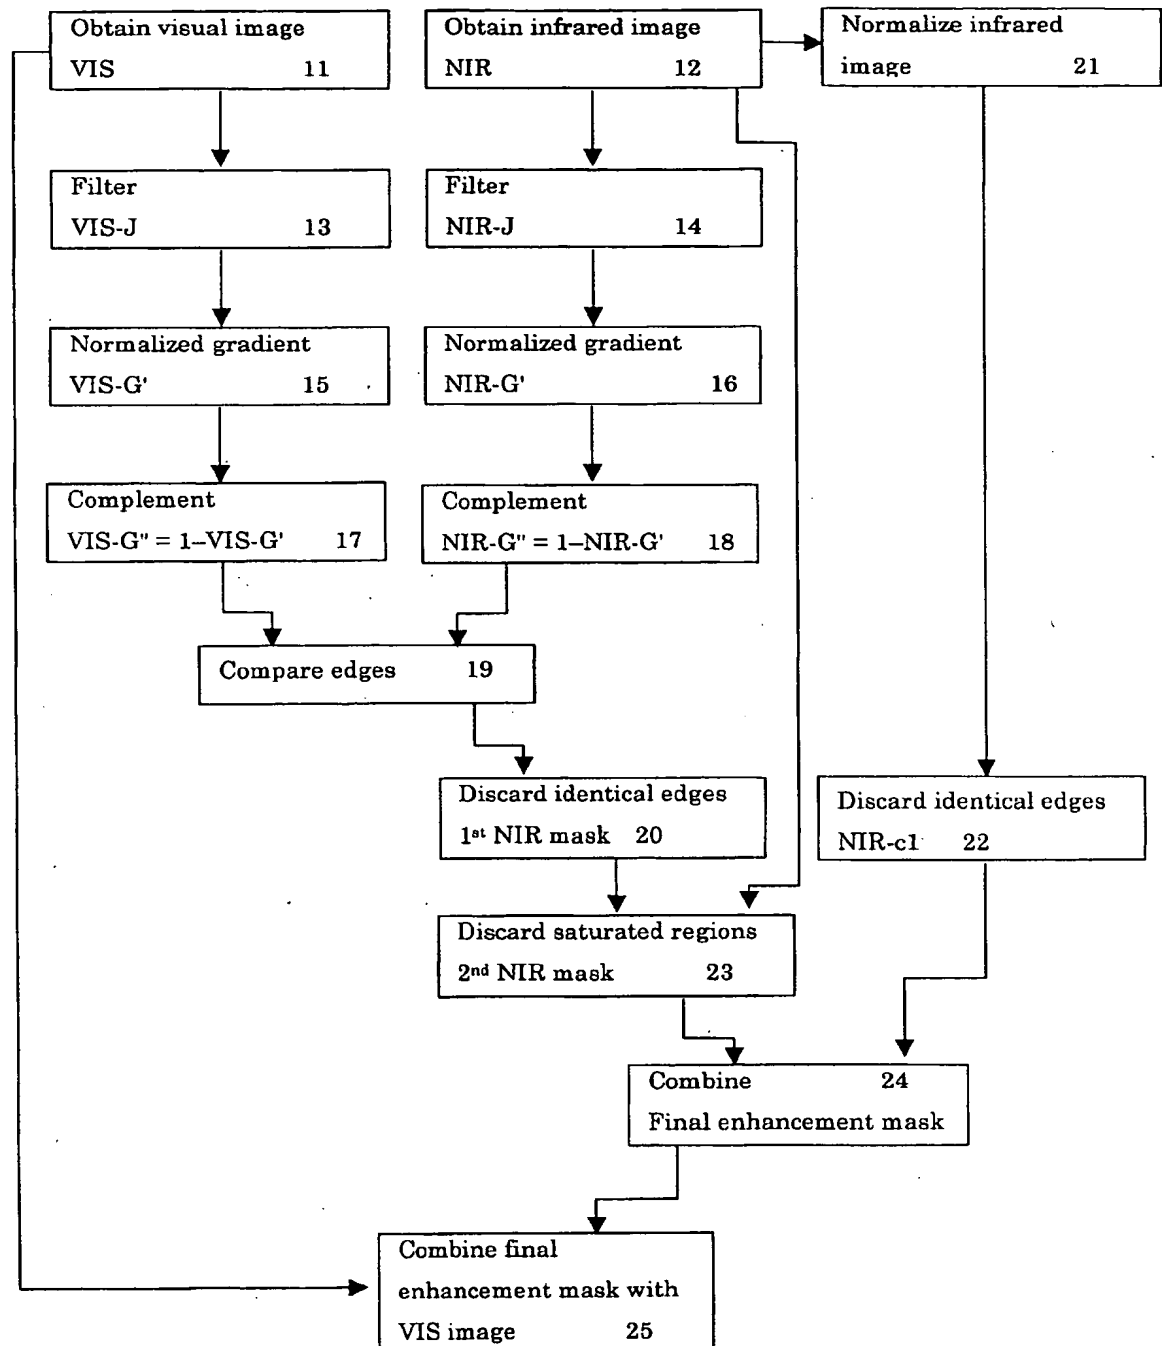 Obtain visual image
VIS 11
Obtain infrared image
NIR 12
Normalize infrared
image 21
Filter
VIS-J 13
Filter
NIR-J 14
Normalized gradient
VIS-G' 15
Normalized gradient
NIR-G' 16
Complement
VIS-G" = 1–VIS-G' 17
Complement
NIR-G" = 1–NIR-G' 18
Compare edges 19
Discard identical edges
1st NIR mask 20
Discard identical edges
NIR-c1 22
Discard saturated regions
2nd NIR mask 23
Combine 24
Final enhancement mask
Combine final
enhancement mask with
VIS image 25